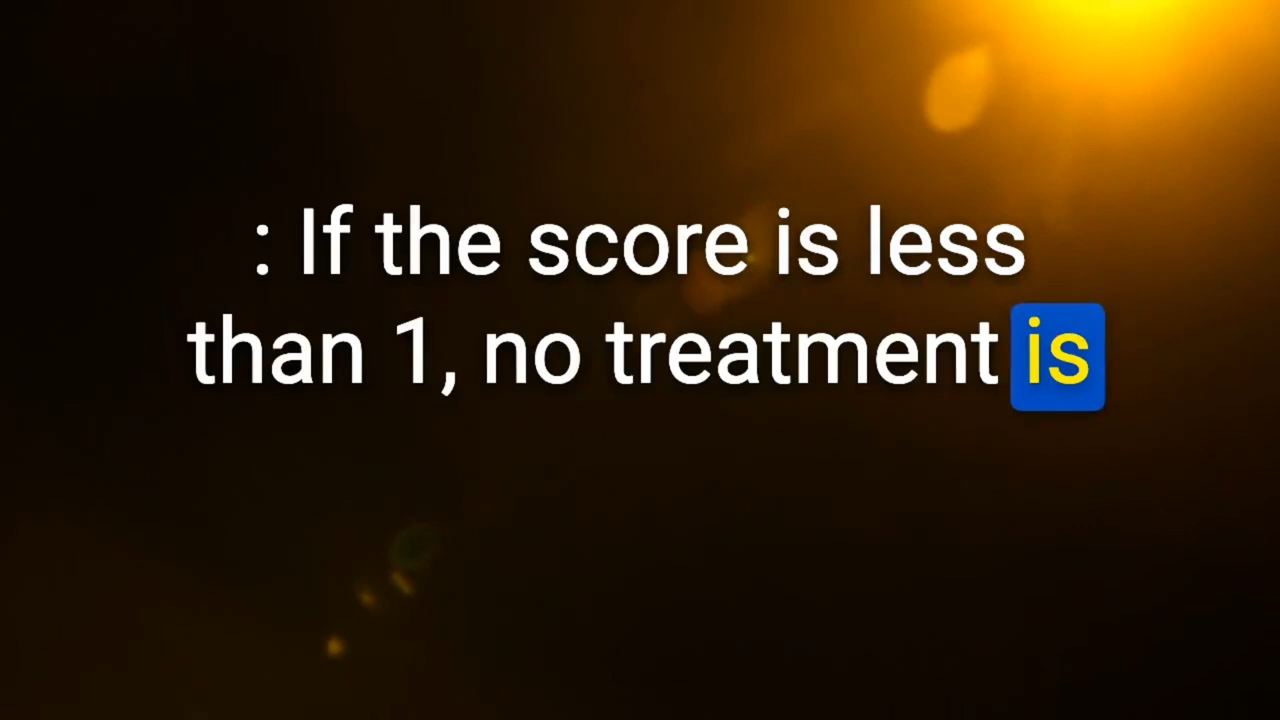 : If the score is less
than 1, no treatment is